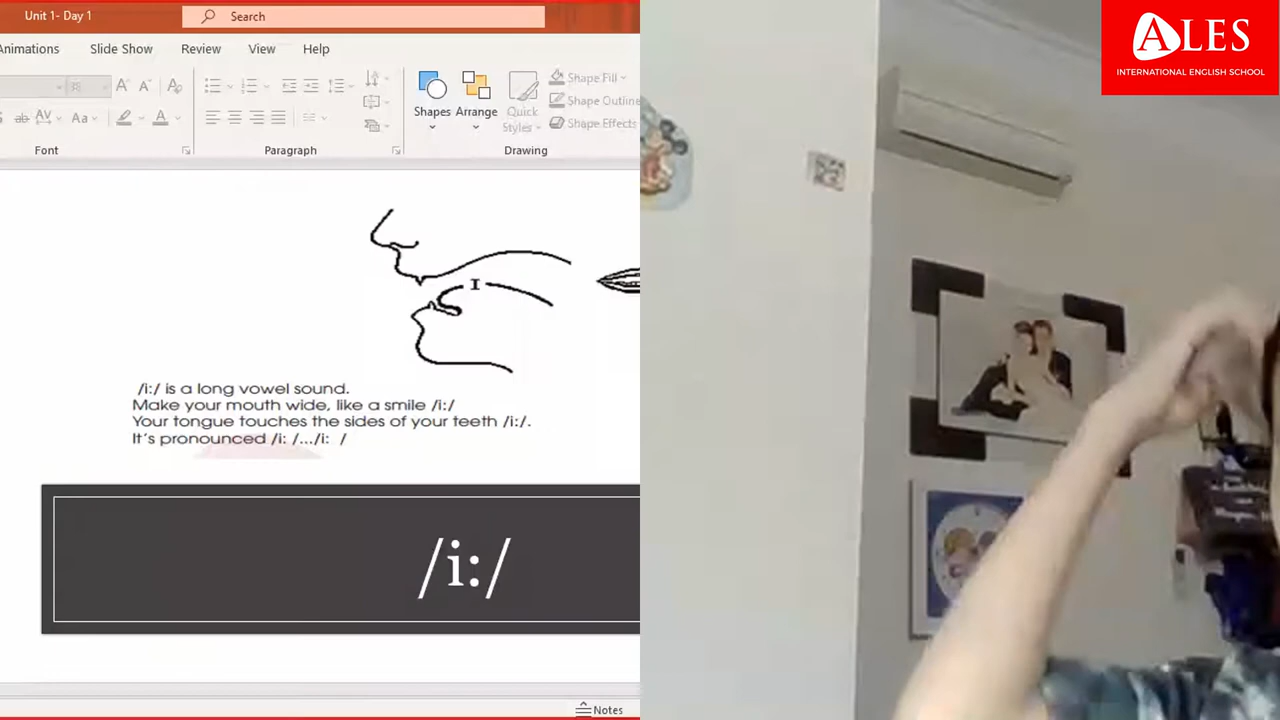 Unit 1- Day 1
Search
Animations Slide Show Review View Help
Shapes Arrange Quick Styles
Shape Fill
Shape Outline
Shape Effects
Font Paragraph Drawing
/i:/ is a long vowel sound.
Make your mouth wide, like a smile /i:/
Your tongue touches the sides of your teeth /i:/.
It's pronounced /i: /.../i: /
/i:/
Notes
ALES
INTERNATIONAL ENGLISH SCHOOL